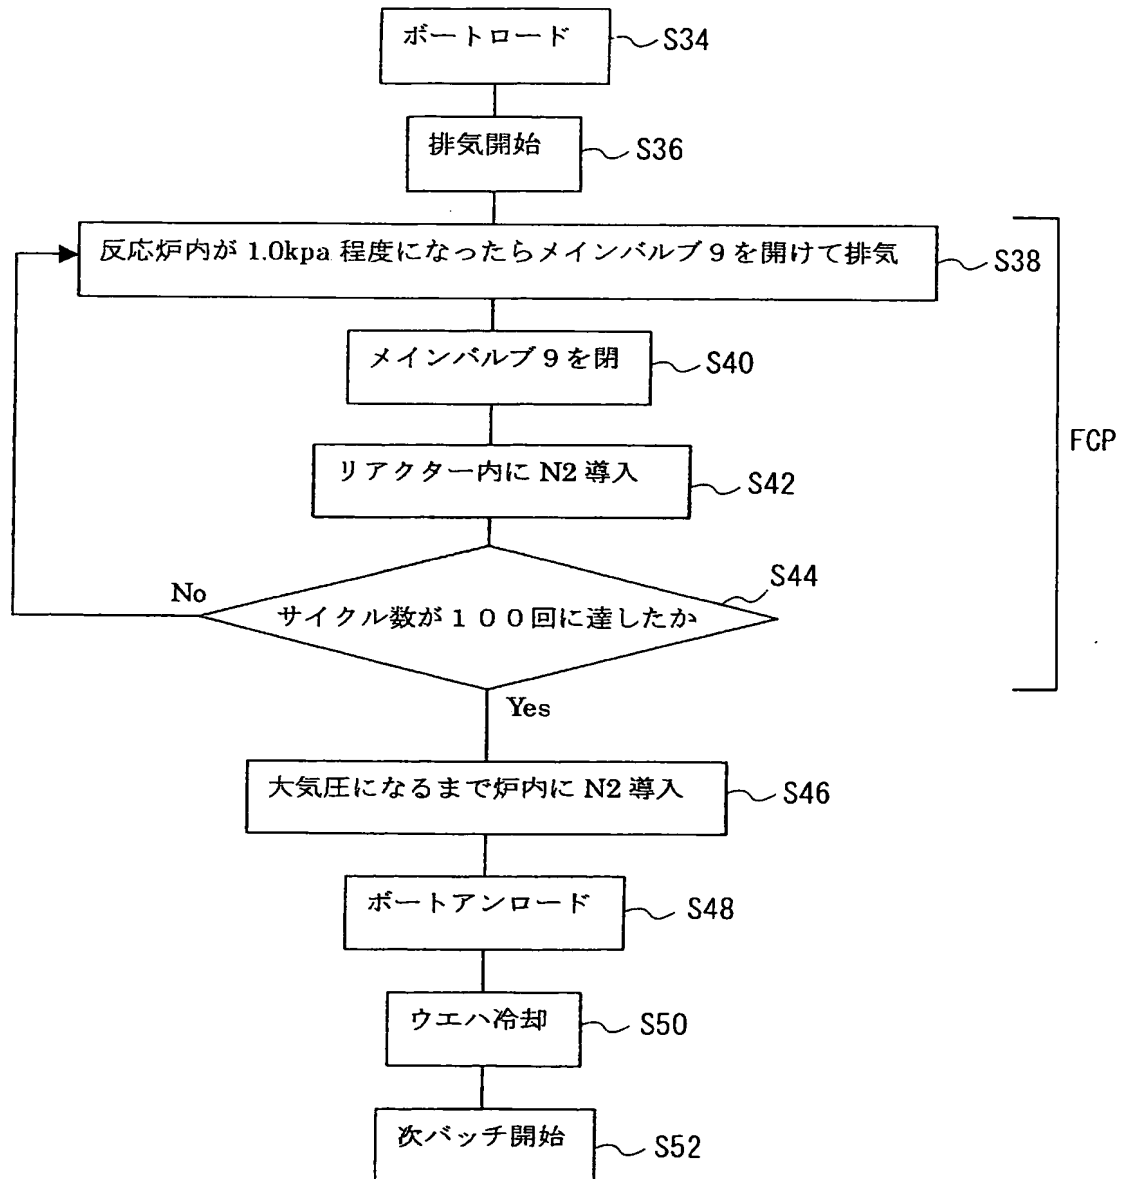 ボートロード
S34
排気開始
S36
反応炉内が 1.0kpa 程度になったらメインバルブ９を開けて排気
S38
メインバルブ９を閉
S40
FCP
リアクター内に N2 導入
S42
S44
No
サイクル数が１００回に達したか
Yes
大気圧になるまで炉内に N2 導入
S46
ボートアンロード
S48
ウエハ冷却
S50
次バッチ開始
S52